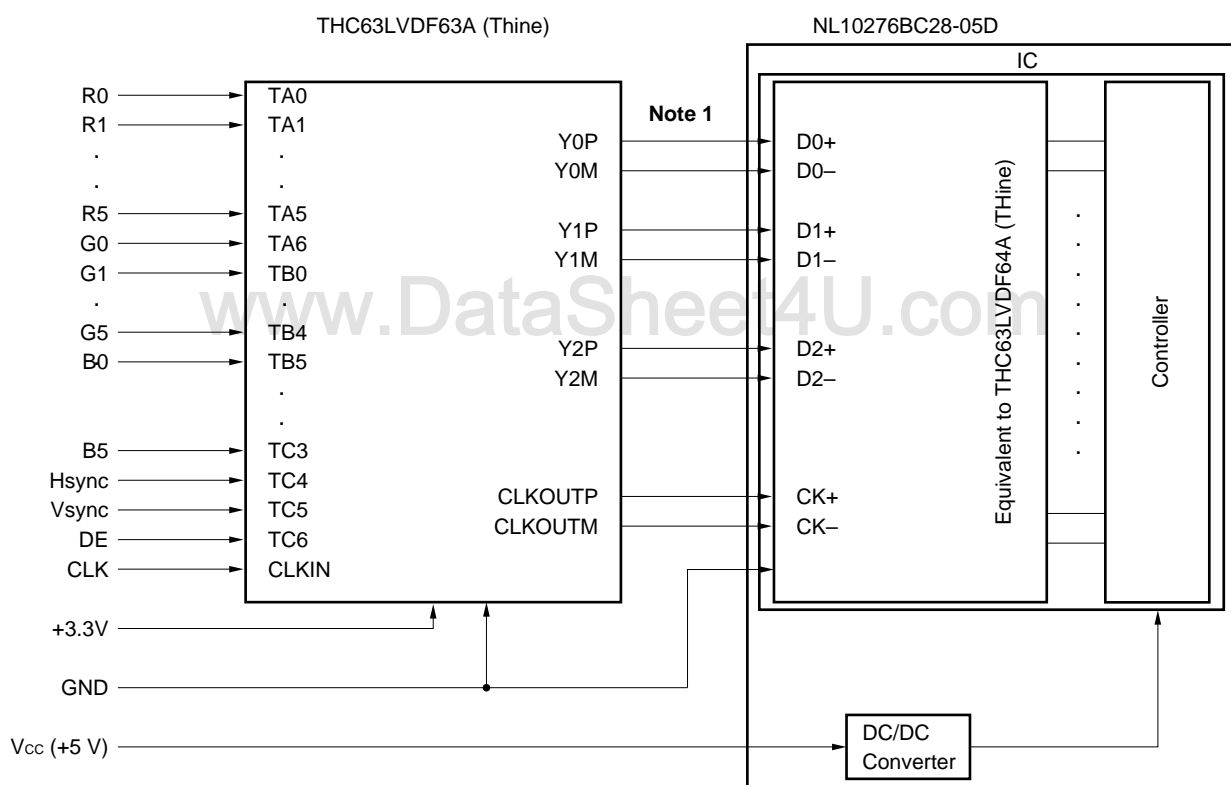 THC63LVDF63A (Thine)
NL10276BC28-05D
IC
R0
R1
.
.
R5
G0
G1
.
G5
B0
B5
Hsync
Vsync
DE
CLK
+3.3V
GND
Vcc (+5 V)
TA0
TA1
.
.
TA5
TA6
TB0
.
TB4
TB5
.
.
TC3
TC4
TC5
TC6
CLKIN
Y0P
Y0M
Y1P
Y1M
Y2P
Y2M
CLKOUTP
CLKOUTM
Note 1
D0+
D0–
D1+
D1–
D2+
D2–
CK+
CK–
Equivalent to THC63LVDF64A (THine)
Controller
DC/DC
Converter
www.DataSheet4U.com